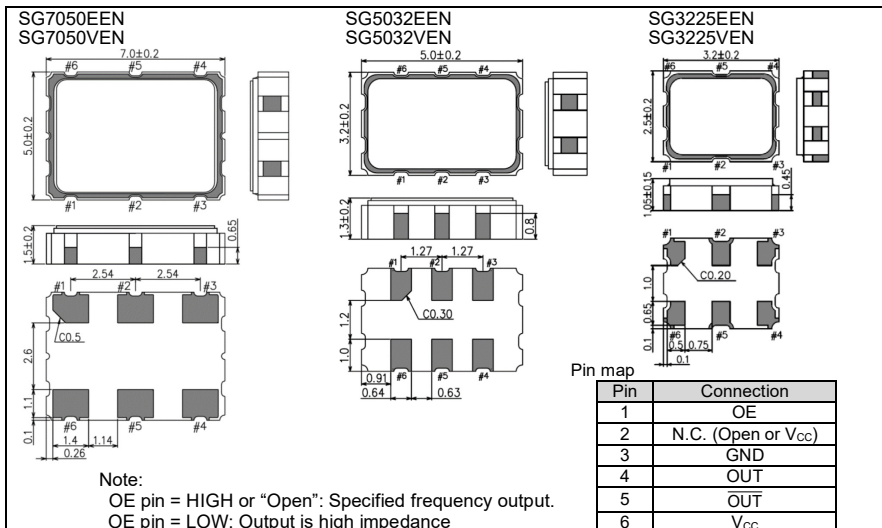 SG7050EEN
SG7050VEN
7.0±0.2
#6 #5 #4
5.0±0.2
#1 #2 #3
1.5±0.2
0.65
2.54 2.54
#1 #2 #3
C0.5
2.6
1.1
0.1
#6 #5 #4
1.4 1.14
0.26
SG5032EEN
SG5032VEN
5.0±0.2
#6 #5 #4
3.2±0.2
#1 #2 #3
1.3±0.2
0.8
1.27 1.27
#1 #2 #3
C0.30
1.2
1.0
0.91 #6 #5 #4
0.64 0.63
SG3225EEN
SG3225VEN
3.2±0.2
#6 #5 #4
2.5±0.2
#1 #2 #3
1.05±0.15
0.45
#1 #2 #3
C0.20
1.0
0.65
0.1
#6 #5 #4
0.5 0.75
0.1
Pin map
Pin Connection
1 OE
2 N.C. (Open or VCC)
3 GND
4 OUT
5 OUT
6 VCC
Note:
OE pin = HIGH or “Open”: Specified frequency output.
OE pin = LOW: Output is high impedance